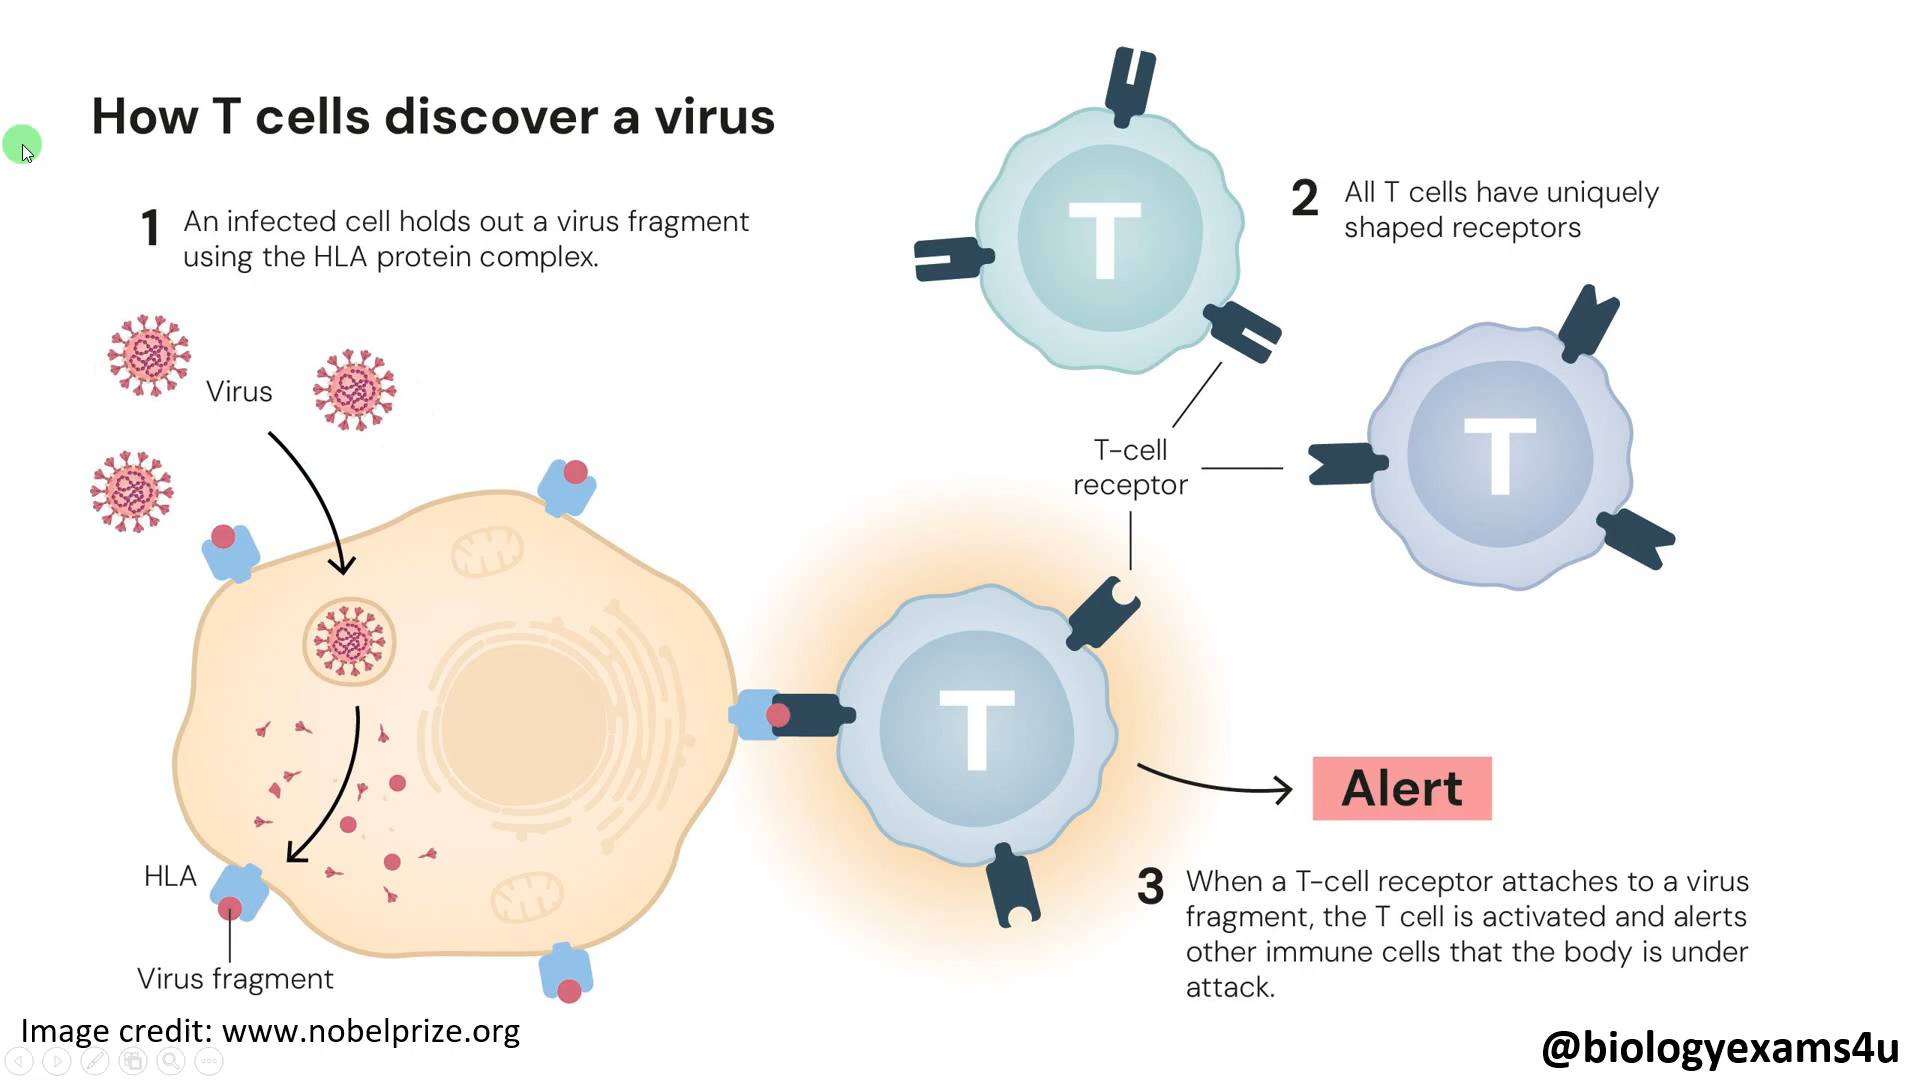 How T cells discover a virus
1 An infected cell holds out a virus fragment
using the HLA protein complex.
Virus
HLA
Virus fragment
T
2 All T cells have uniquely
shaped receptors
T
T-cell
receptor
T
Alert
3 When a T-cell receptor attaches to a virus
fragment, the T cell is activated and alerts
other immune cells that the body is under
attack.
Image credit: www.nobelprize.org
@biologyexams4u